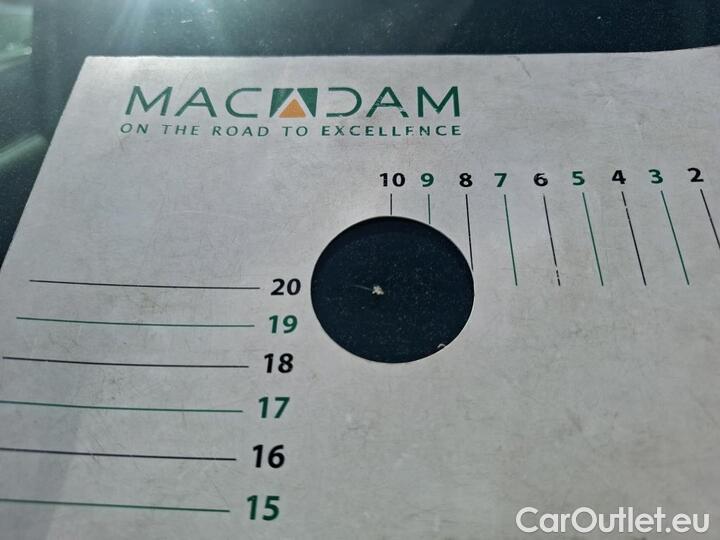 MACADAM
ON THE ROAD TO EXCELLENCE
10 9 8 7 6 5 4 3 2
20
19
18
17
16
15
CarOutlet.eu